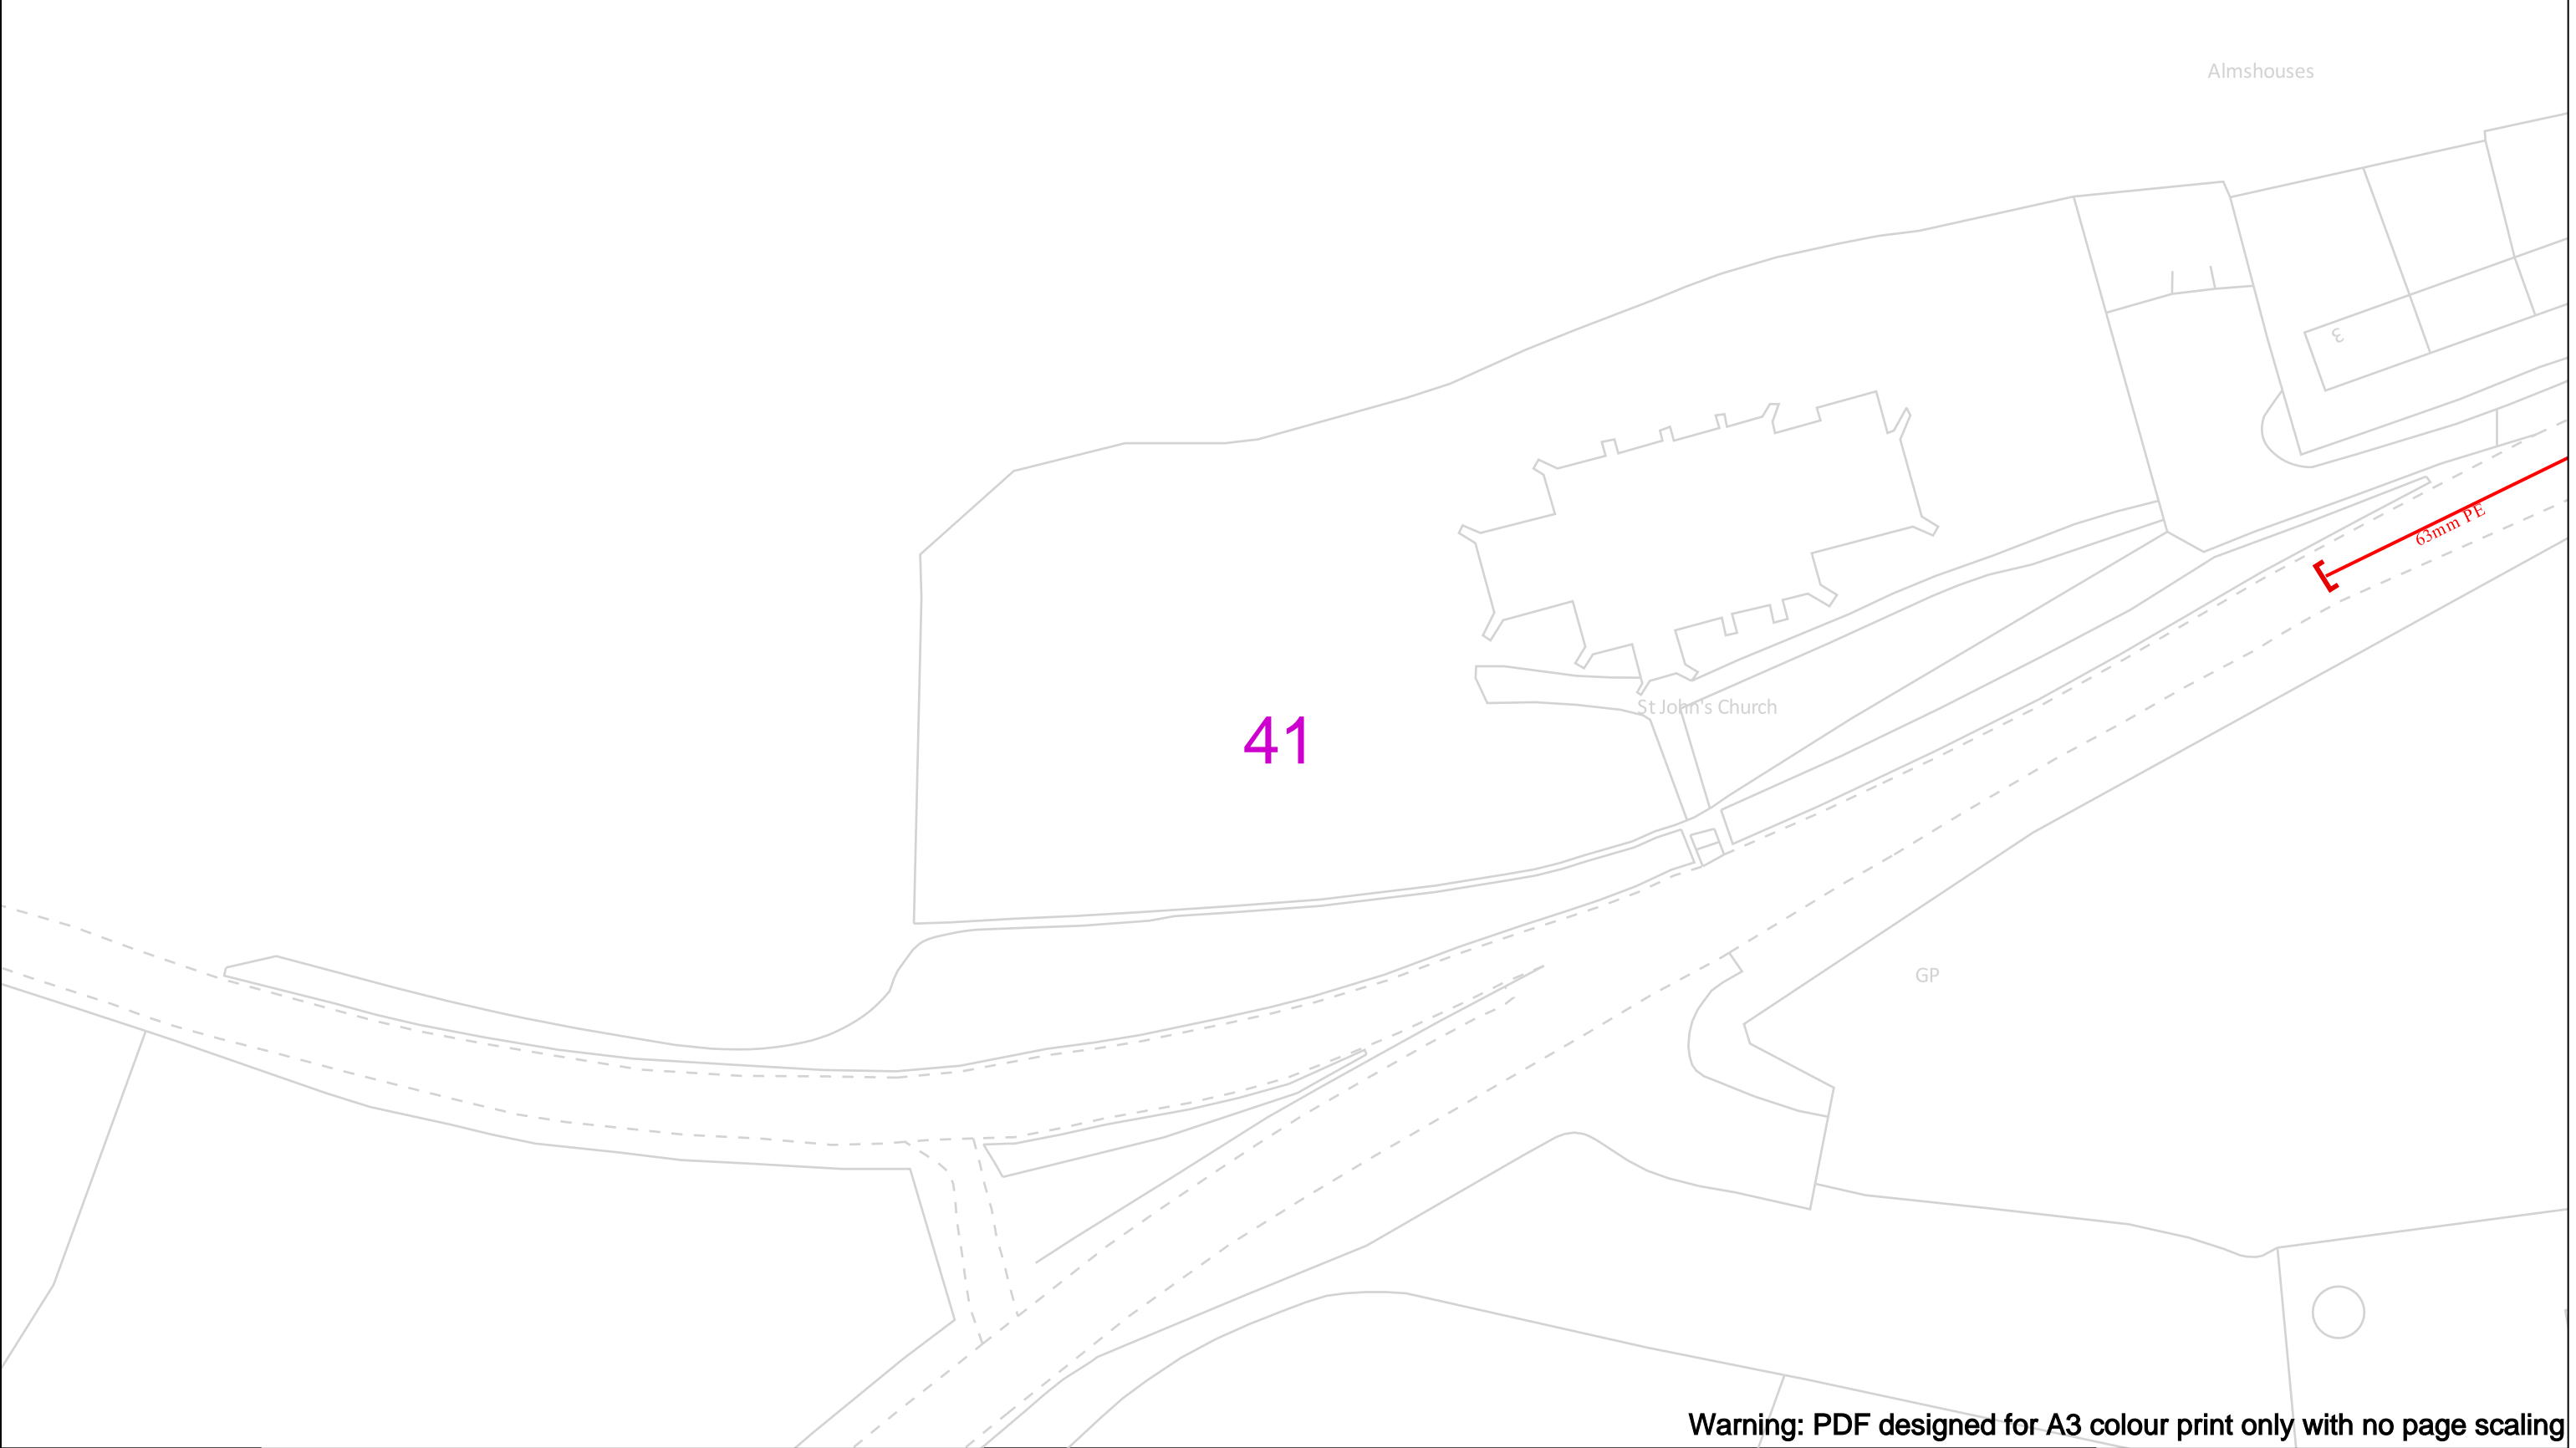 Almshouses
3
63mm PE
St John's Church
41
GP
Warning: PDF designed for A3 colour print only with no page scaling